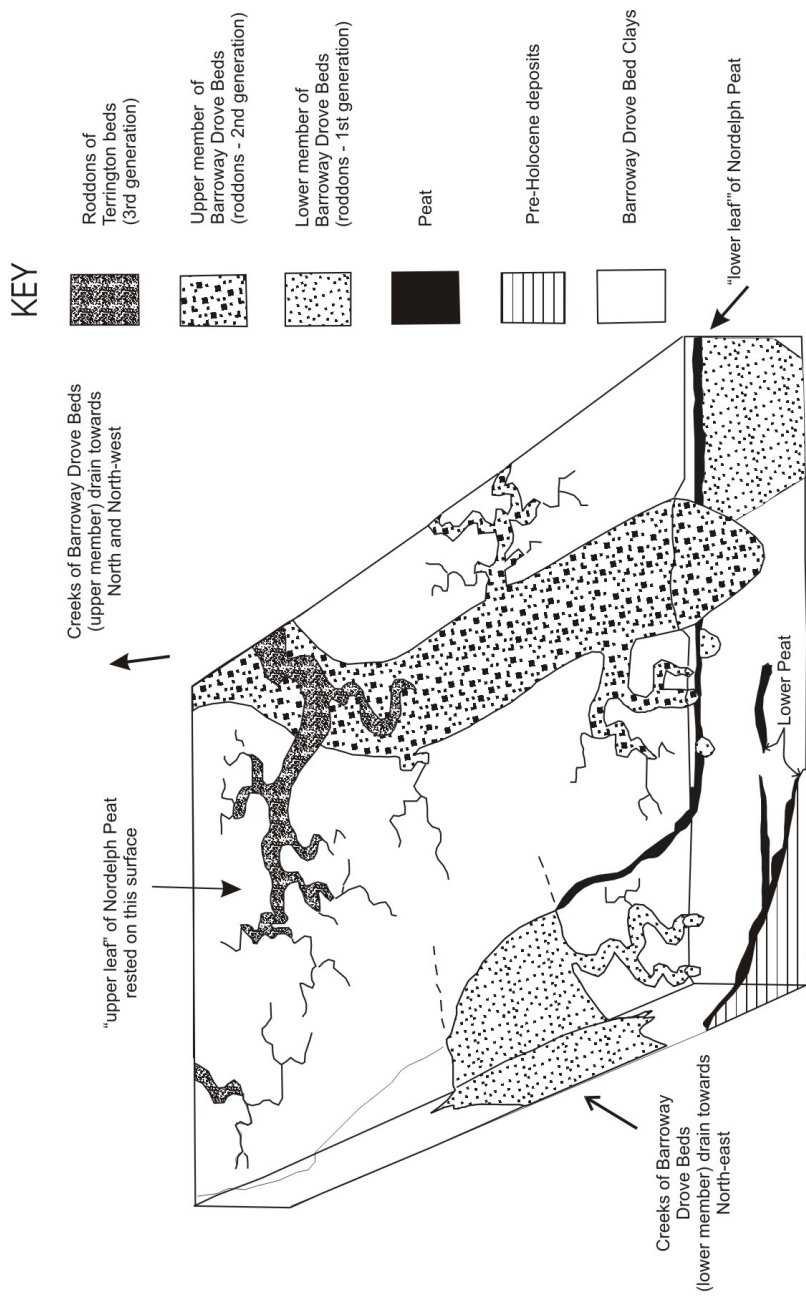 KEY
Roddons of
Terrington beds
(3rd generation)
Upper member of
Barroway Drove Beds
(roddons - 2nd generation)
Lower member of
Barroway Drove Beds
(roddons - 1st generation)
Peat
Pre-Holocene deposits
Barroway Drove Bed Clays
Creeks of Barroway Drove Beds
(upper member) drain towards
North and North-west
"upper leaf" of Nordelph Peat
rested on this surface
"lower leaf"" of Nordelph Peat
Lower Peat
Creeks of Barroway
Drove Beds
(lower member) drain towards
North-east